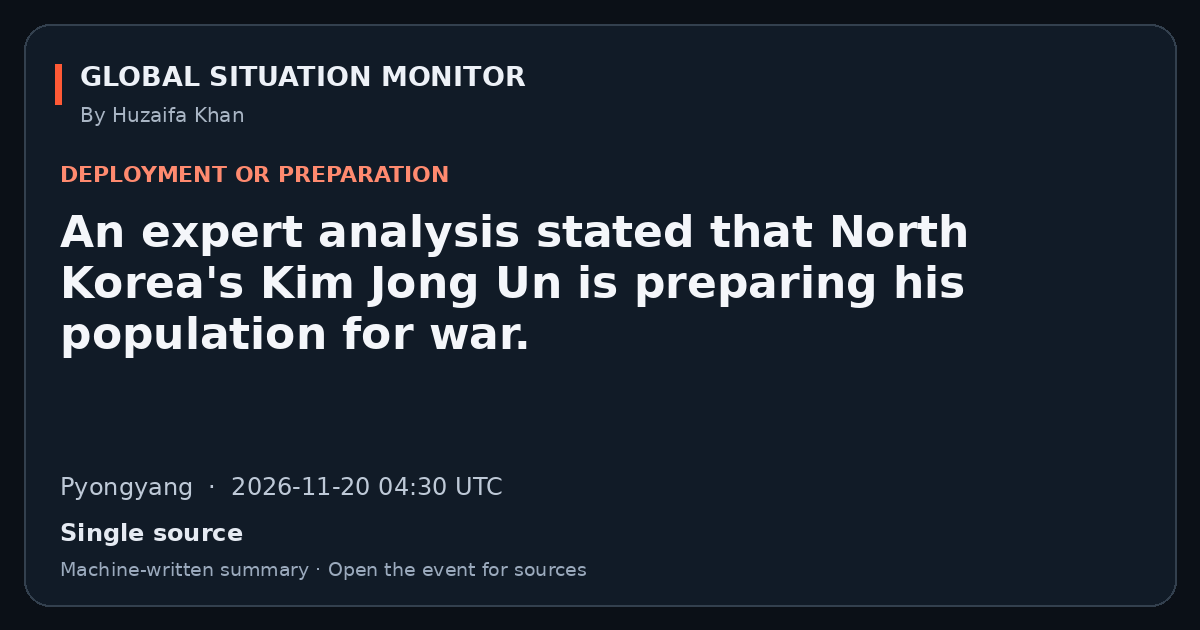 GLOBAL SITUATION MONITOR
By Huzaifa Khan
DEPLOYMENT OR PREPARATION
An expert analysis stated that North
Korea's Kim Jong Un is preparing his
population for war.
Pyongyang · 2026-11-20 04:30 UTC
Single source
Machine-written summary · Open the event for sources